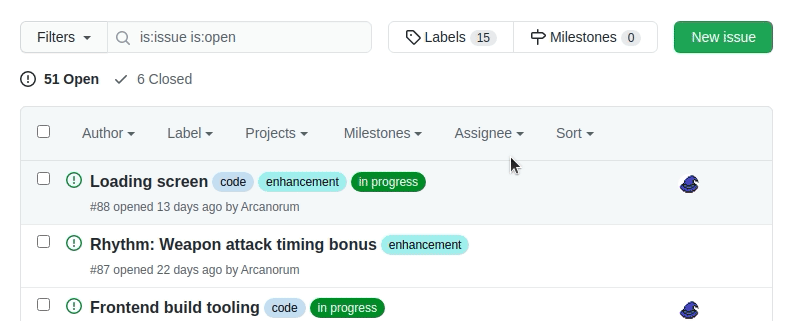 Filters is:issue is:open Labels 15 Milestones 0 New issue
51 Open 6 Closed
Author Label Projects Milestones Assignee Sort
Loading screen code enhancement in progress
#88 opened 13 days ago by Arcanorum
Rhythm: Weapon attack timing bonus enhancement
#87 opened 22 days ago by Arcanorum
Frontend build tooling code in progress